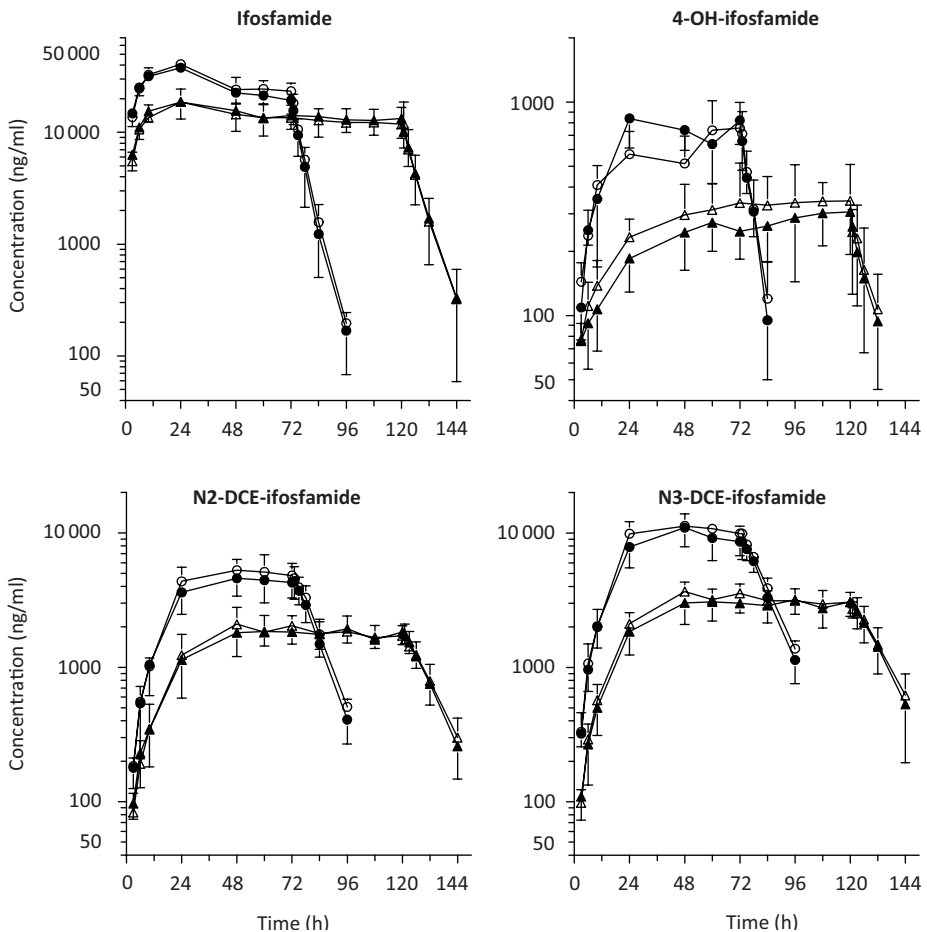 Ifosfamide
50 000
10 000
1000
100
50
0 24 48 72 96 120 144
Concentration (ng/ml)
4-OH-ifosfamide
1000
100
50
0 24 48 72 96 120 144
N2-DCE-ifosfamide
10 000
1000
100
50
0 24 48 72 96 120 144
Concentration (ng/ml)
Time (h)
N3-DCE-ifosfamide
10 000
1000
100
50
0 24 48 72 96 120 144
Time (h)